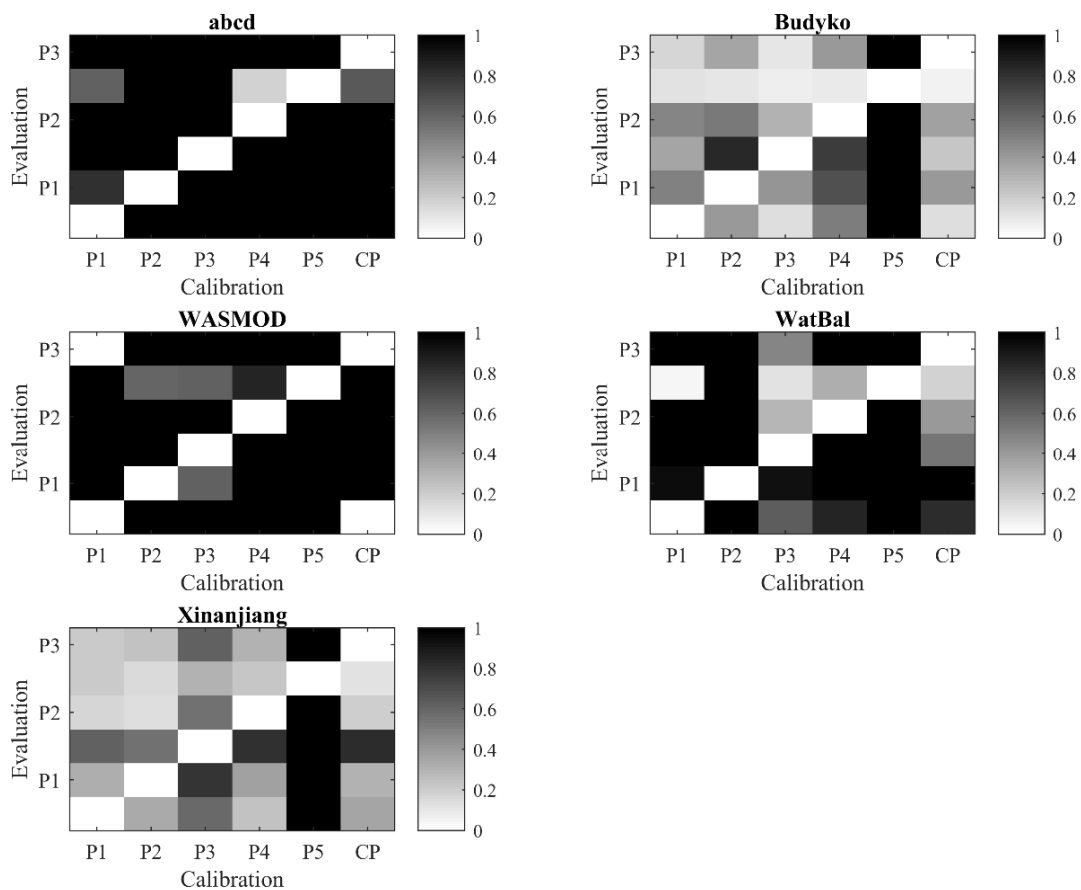 abcd
P3
P2
P1
Evaluation
P1 P2 P3 P4 P5 CP
Calibration
1
0.8
0.6
0.4
0.2
0
Budyko
P3
P2
P1
Evaluation
P1 P2 P3 P4 P5 CP
Calibration
1
0.8
0.6
0.4
0.2
0
WASMOD
P3
P2
P1
Evaluation
P1 P2 P3 P4 P5 CP
Calibration
1
0.8
0.6
0.4
0.2
0
WatBal
P3
P2
P1
Evaluation
P1 P2 P3 P4 P5 CP
Calibration
1
0.8
0.6
0.4
0.2
0
Xinanjiang
P3
P2
P1
Evaluation
P1 P2 P3 P4 P5 CP
Calibration
1
0.8
0.6
0.4
0.2
0